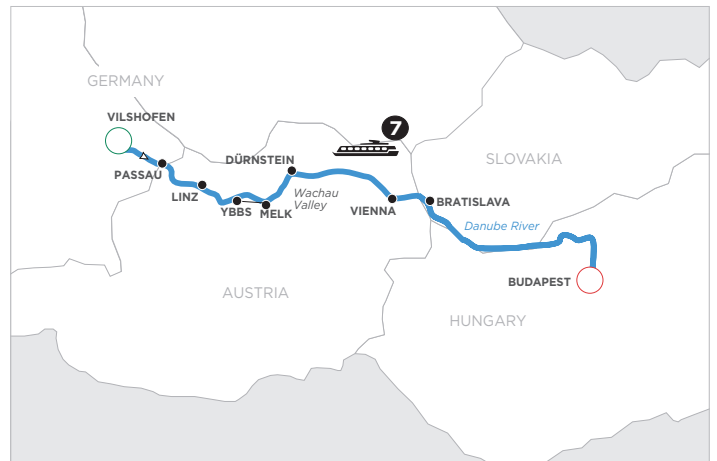 GERMANY
VILSHOFEN
7
DÜRNSTEIN
SLOVAKIA
PASSAU
LINZ
Wachau
Valley
YBBS
MELK
VIENNA
BRATISLAVA
Danube River
BUDAPEST
AUSTRIA
HUNGARY